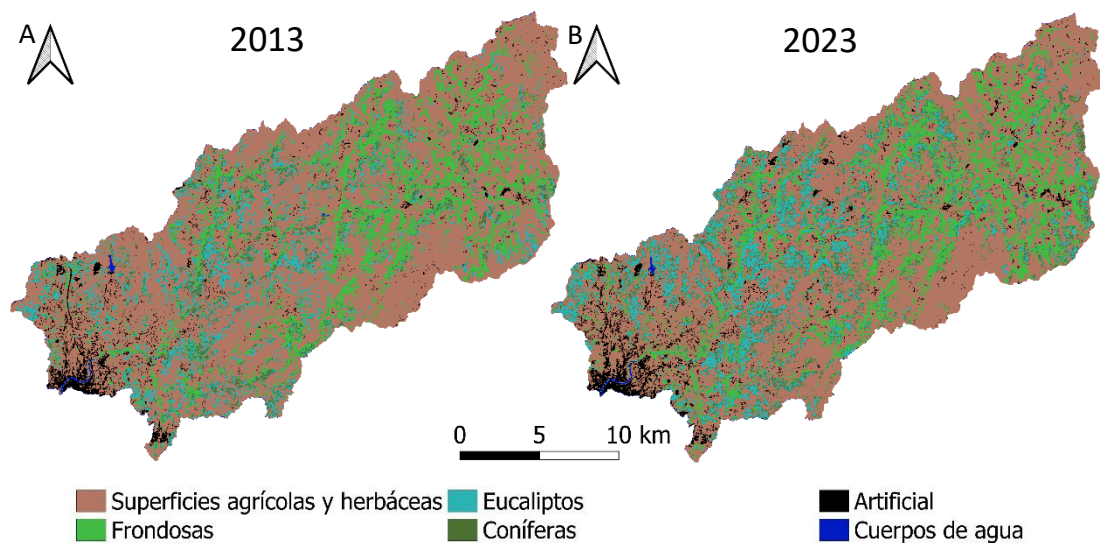 A 2013 B 2023
0 5 10 km
Superficies agrícolas y herbáceas Eucaliptos Artificial
Frondosas Coníferas Cuerpos de agua